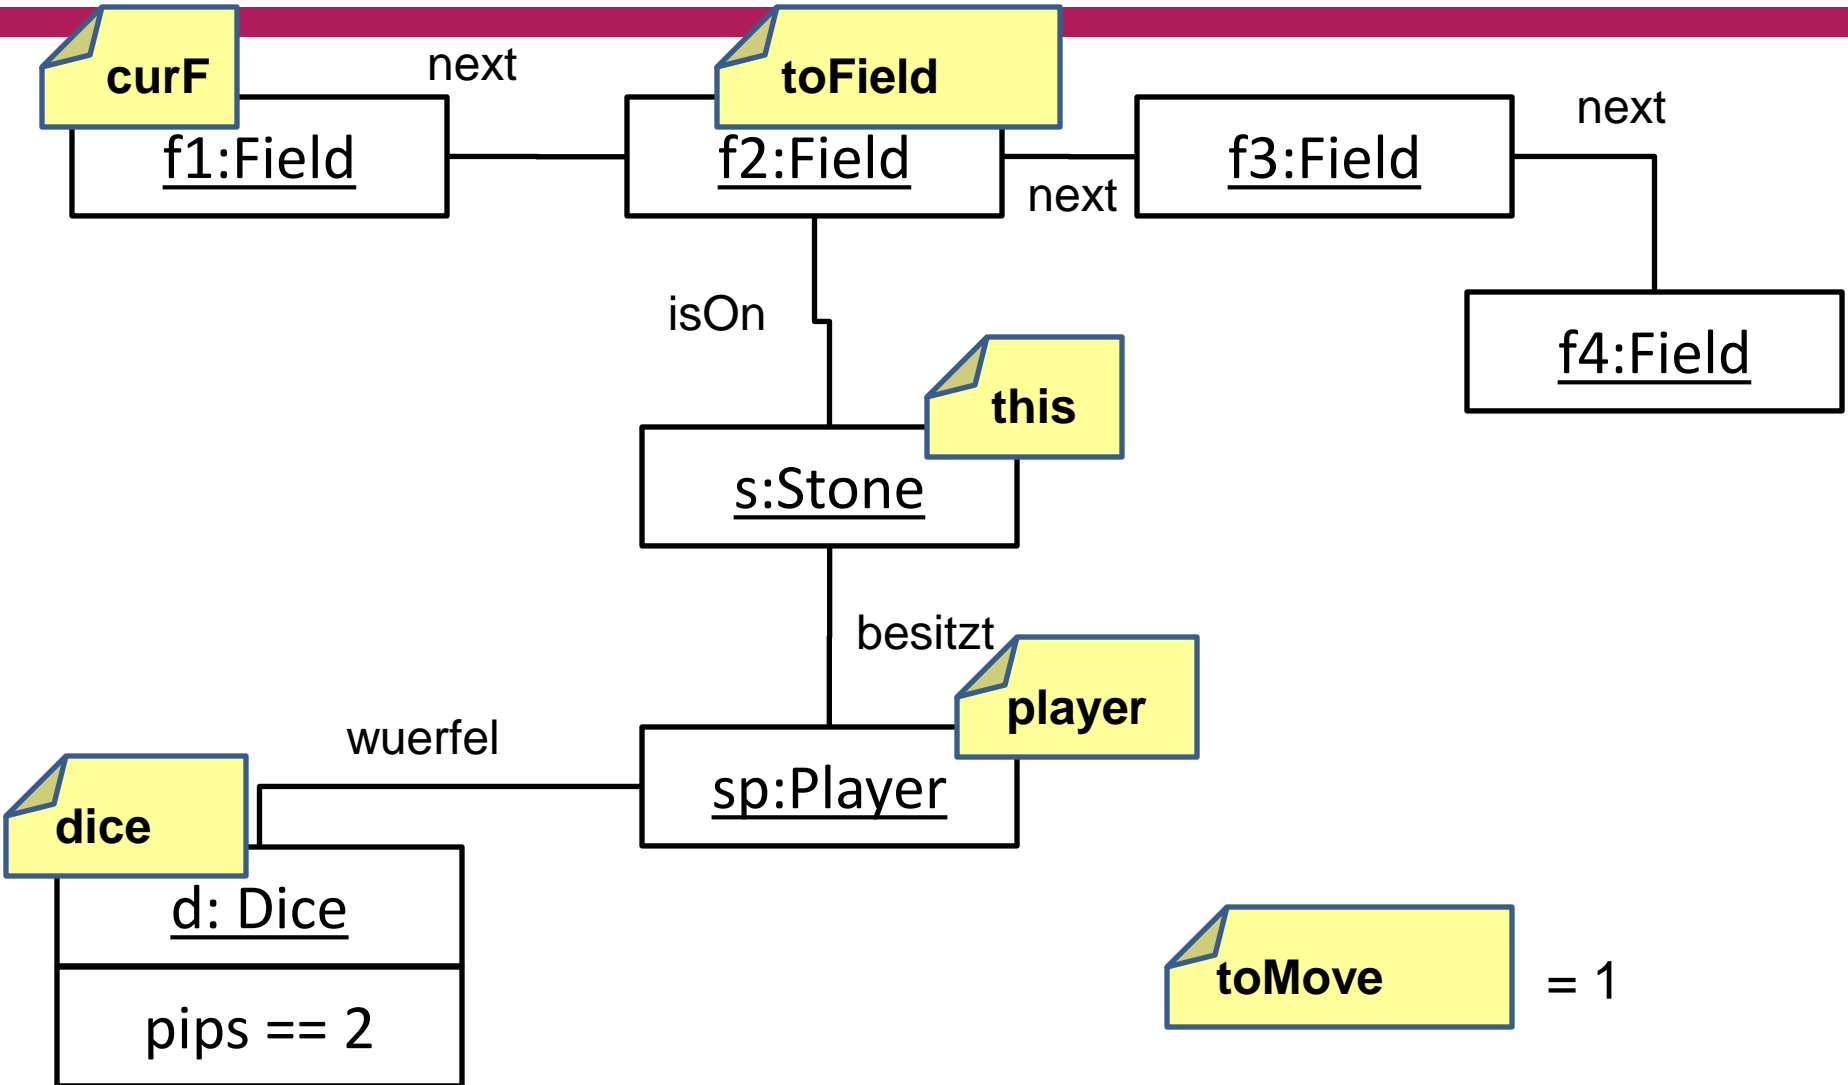 curF
next
toField
next
f1:Field
f2:Field
next
f3:Field
isOn
this
f4:Field
s:Stone
besitzt
player
wuerfel
sp:Player
dice
d: Dice
toMove
= 1
pips == 2